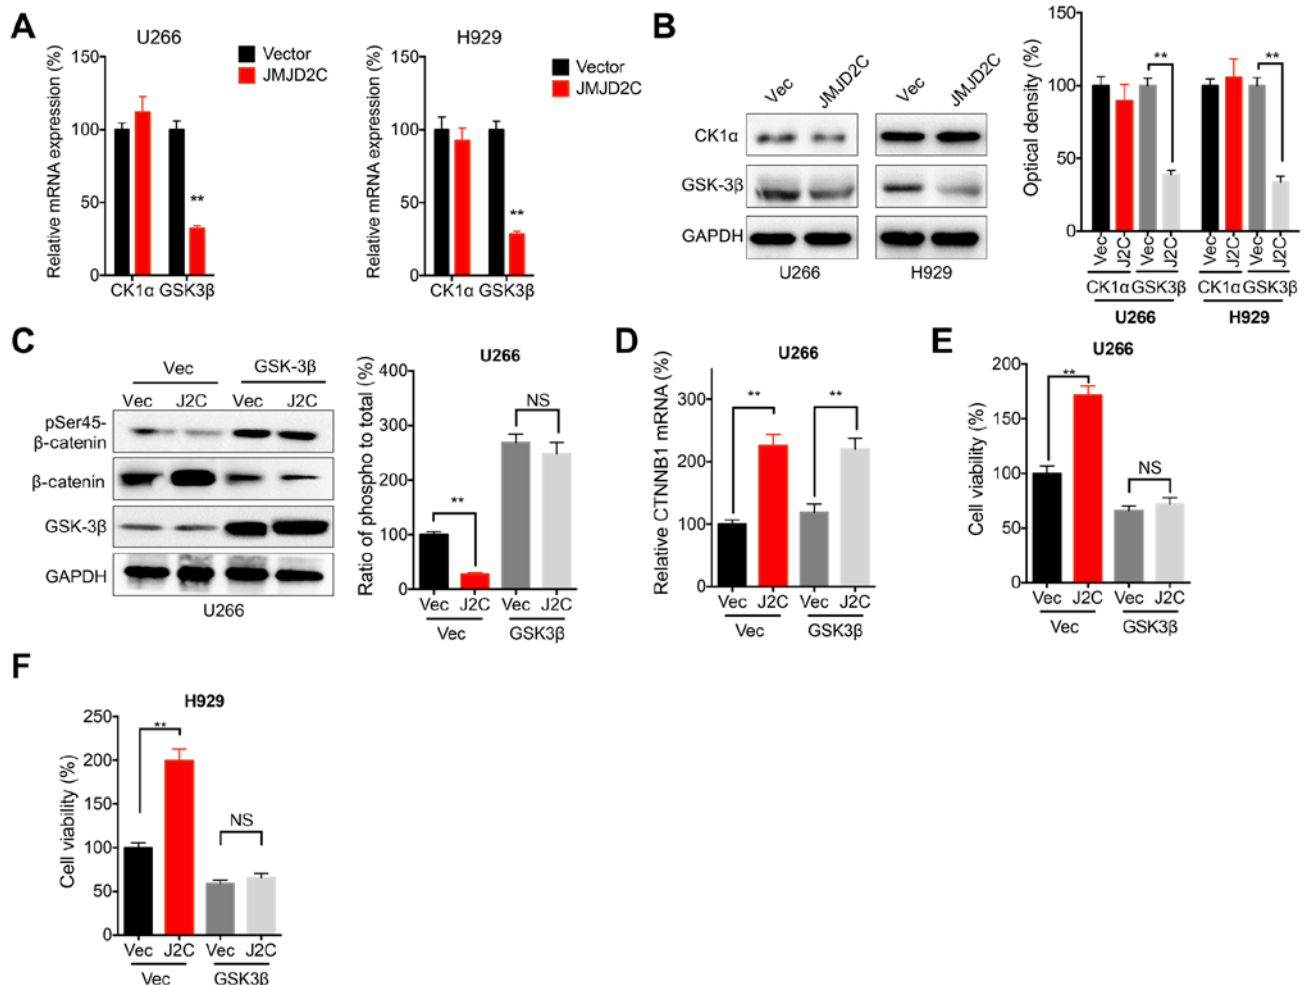 A
U266
Relative mRNA expression (%)
150
100
50
0
**
CK1α GSK3β
Vector
JMJD2C
H929
Relative mRNA expression (%)
150
100
50
0
**
CK1α GSK3β
Vector
JMJD2C
B
Vec JMJD2C Vec JMJD2C
CK1α
GSK-3β
GAPDH
U266 H929
Optical density (%)
150
100
50
0
** **
Vec J2C Vec J2C Vec J2C Vec J2C
CK1α GSK3β CK1α GSK3β
U266 H929
C
Vec GSK-3β
Vec J2C Vec J2C
pSer45-
β-catenin
β-catenin
GSK-3β
GAPDH
U266
U266
Ratio of phospho to total (%)
400
300
200
100
0
** NS
Vec J2C Vec J2C
Vec GSK3β
D
U266
Relative CTNNB1 mRNA (%)
300
200
100
0
** **
Vec J2C Vec J2C
Vec GSK3β
E
U266
Cell viability (%)
200
150
100
50
0
** NS
Vec J2C Vec J2C
Vec GSK3β
F
H929
Cell viability (%)
250
200
150
100
50
0
** NS
Vec J2C Vec J2C
Vec GSK3β